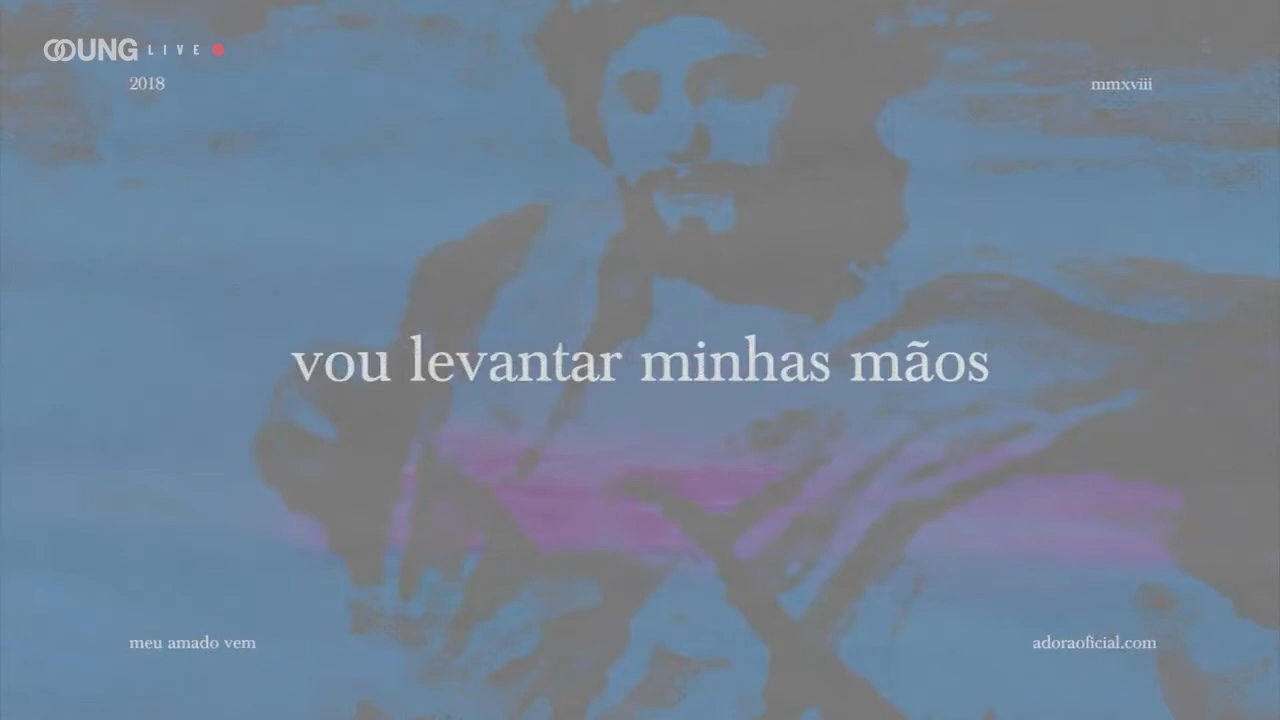 OOUNG LIVE
2018
mmxviii
vou levantar minhas mãos
meu amado vem
adoraoficial.com